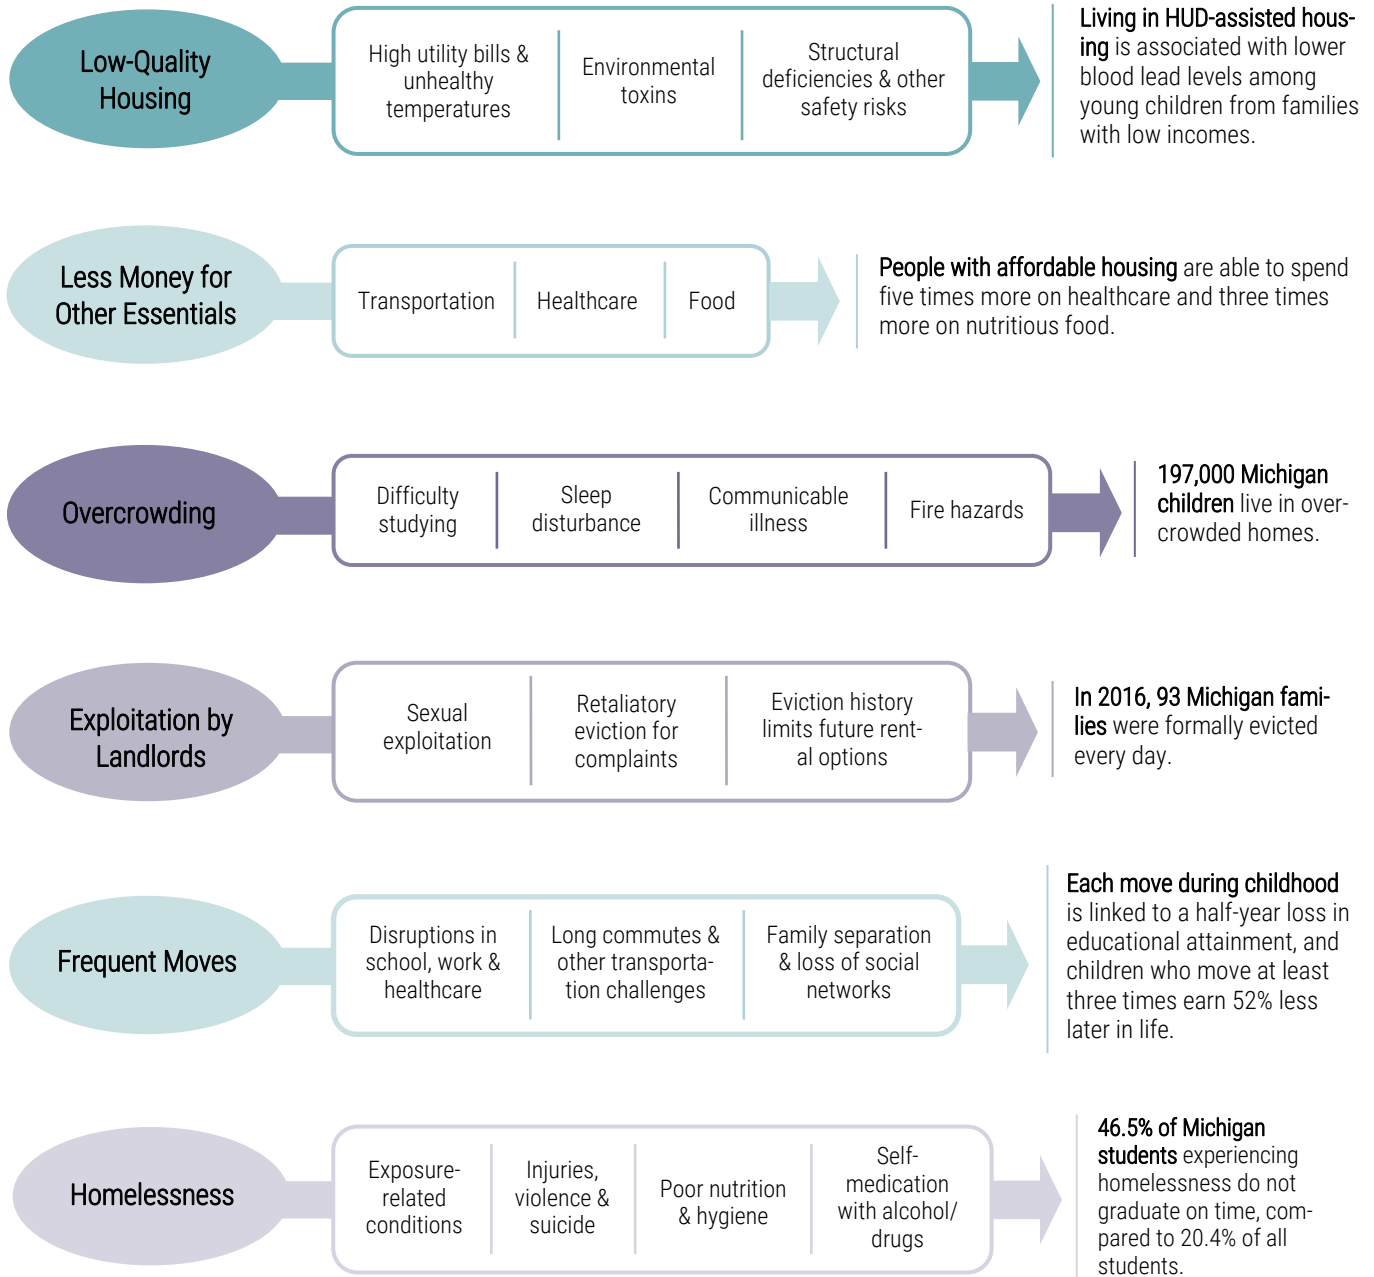 Low-Quality
Housing
High utility bills &
unhealthy
temperatures
Environmental
toxins
Structural
deficiencies & other
safety risks
Living in HUD-assisted hous-
ing is associated with lower
blood lead levels among
young children from families
with low incomes.
Less Money for
Other Essentials
Transportation
Healthcare
Food
People with affordable housing are able to spend
five times more on healthcare and three times
more on nutritious food.
Overcrowding
Difficulty
studying
Sleep
disturbance
Communicable
illness
Fire hazards
197,000 Michigan
children live in over-
crowded homes.
Exploitation by
Landlords
Sexual
exploitation
Retaliatory
eviction for
complaints
Eviction history
limits future rent-
al options
In 2016, 93 Michigan fami-
lies were formally evicted
every day.
Frequent Moves
Disruptions in
school, work &
healthcare
Long commutes &
other transporta-
tion challenges
Family separation
& loss of social
networks
Each move during childhood
is linked to a half-year loss in
educational attainment, and
children who move at least
three times earn 52% less
later in life.
Homelessness
Exposure-
related
conditions
Injuries,
violence &
suicide
Poor nutrition
& hygiene
Self-
medication
with alcohol/
drugs
46.5% of Michigan
students experiencing
homelessness do not
graduate on time, com-
pared to 20.4% of all
students.